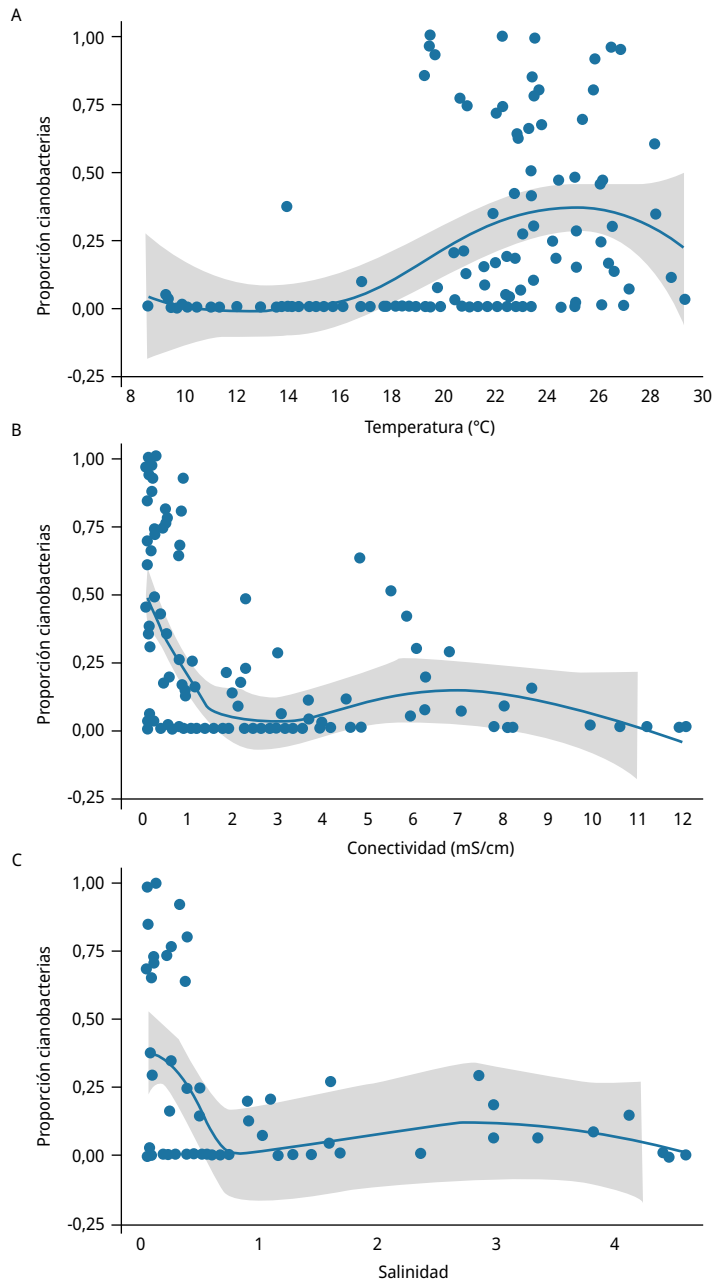 A
1,00
0,75
0,50
0,25
0,00
-0,25
Proporción cianobacterias
8 10 14 16 18 20 22 24 26 28 30
Temperatura (°C)
B
1,00
0,75
0,50
0,25
0,00
-0,25
Proporción cianobacterias
0 1 2 3 4 5 6 7 8 9 10 11 12
Conectividad (mS/cm)
C
1,00
0,75
0,50
0,25
0,00
-0,25
Proporción cianobacterias
0 1 2 3 4
Salinidad